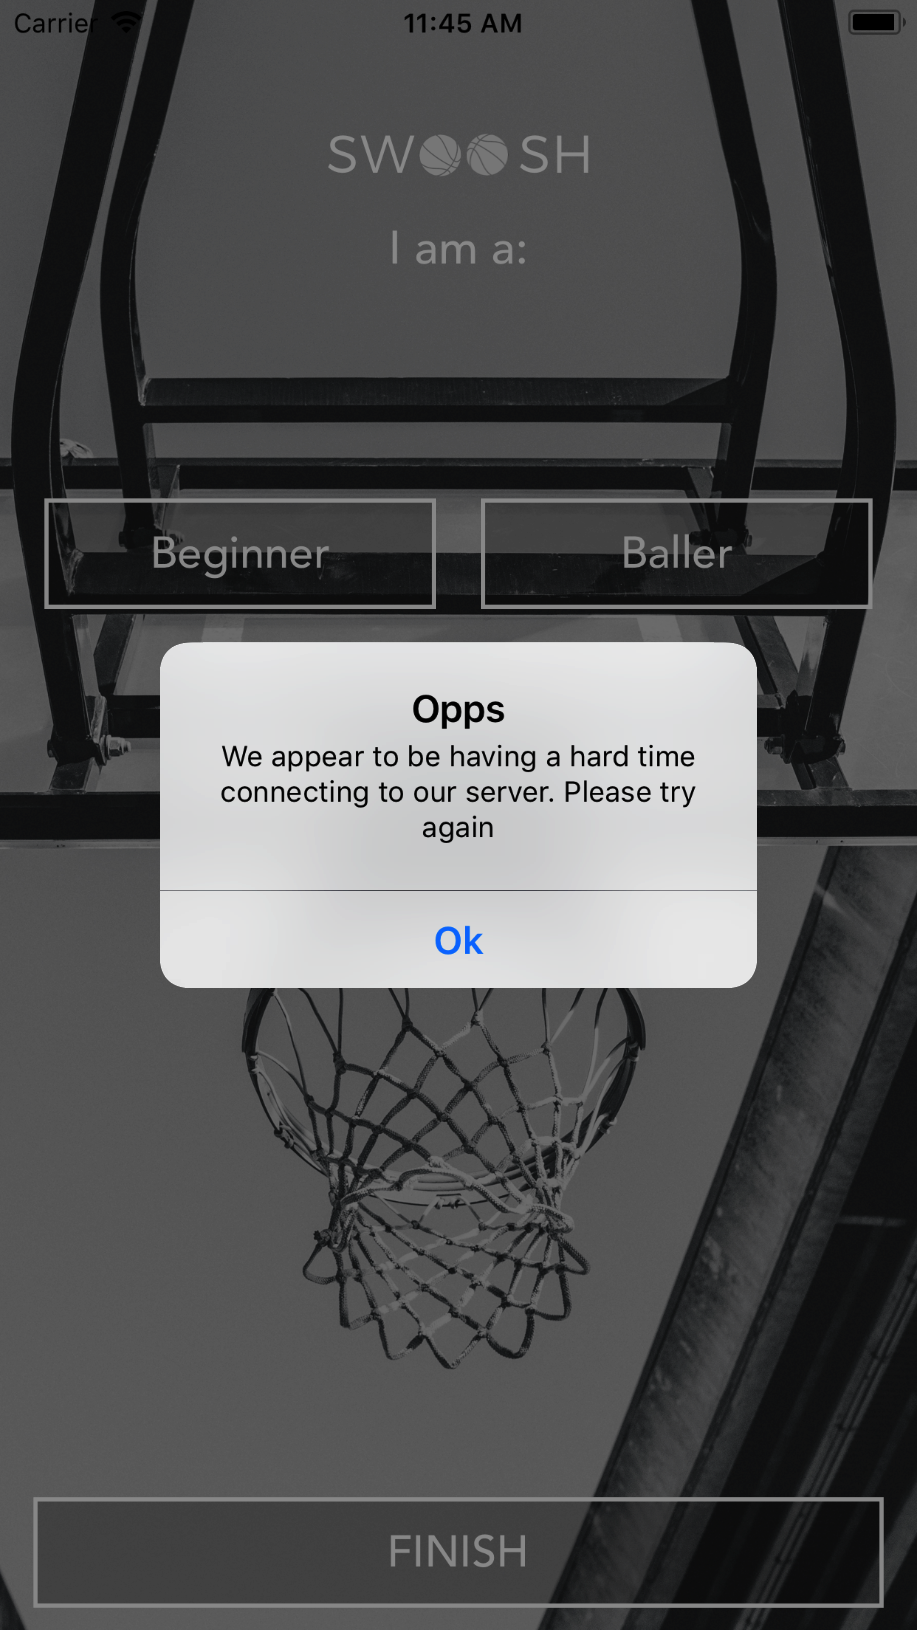 Carrier 11:45 AM
SWOOSH
I am a:
Beginner Baller
Opps
We appear to be having a hard time
connecting to our server. Please try
again
Ok
FINISH